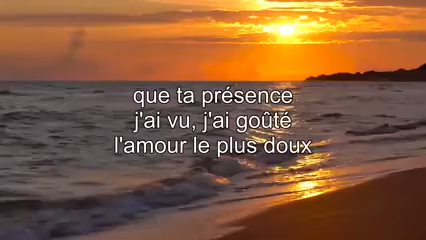 que ta présence
j'ai vu, j'ai goûté
l'amour le plus doux